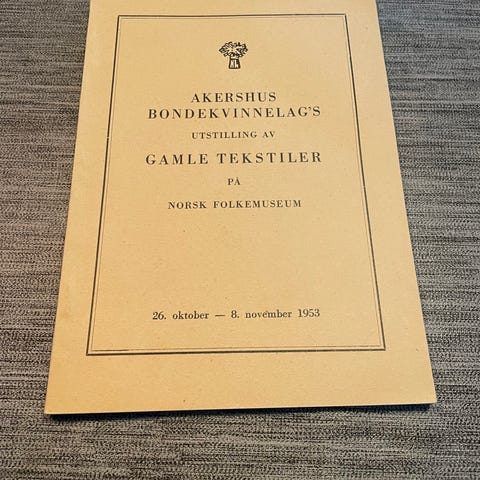 AKERSHUS
BONDEKVINNELAG'S
UTSTILLING AV
GAMLE TEKSTILER
PÅ
NORSK FOLKEMUSEUM
26. oktober — 8. november 1953